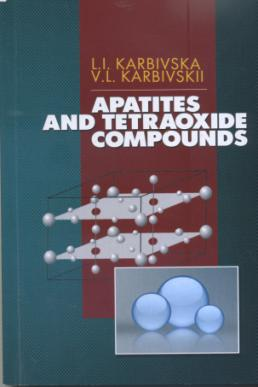 L.I. KARBIVSKA
V.L. KARBIVSKII
APATITES
AND TETRAOXIDE
COMPOUNDS